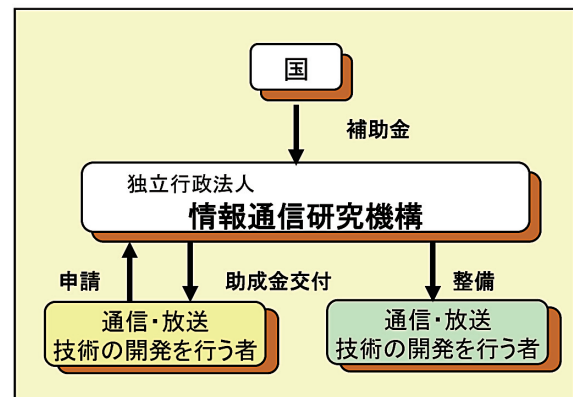 国
補助金
独立行政法人
情報通信研究機構
申請
助成金交付
整備
通信・放送
技術の開発を行う者
通信・放送
技術の開発を行う者